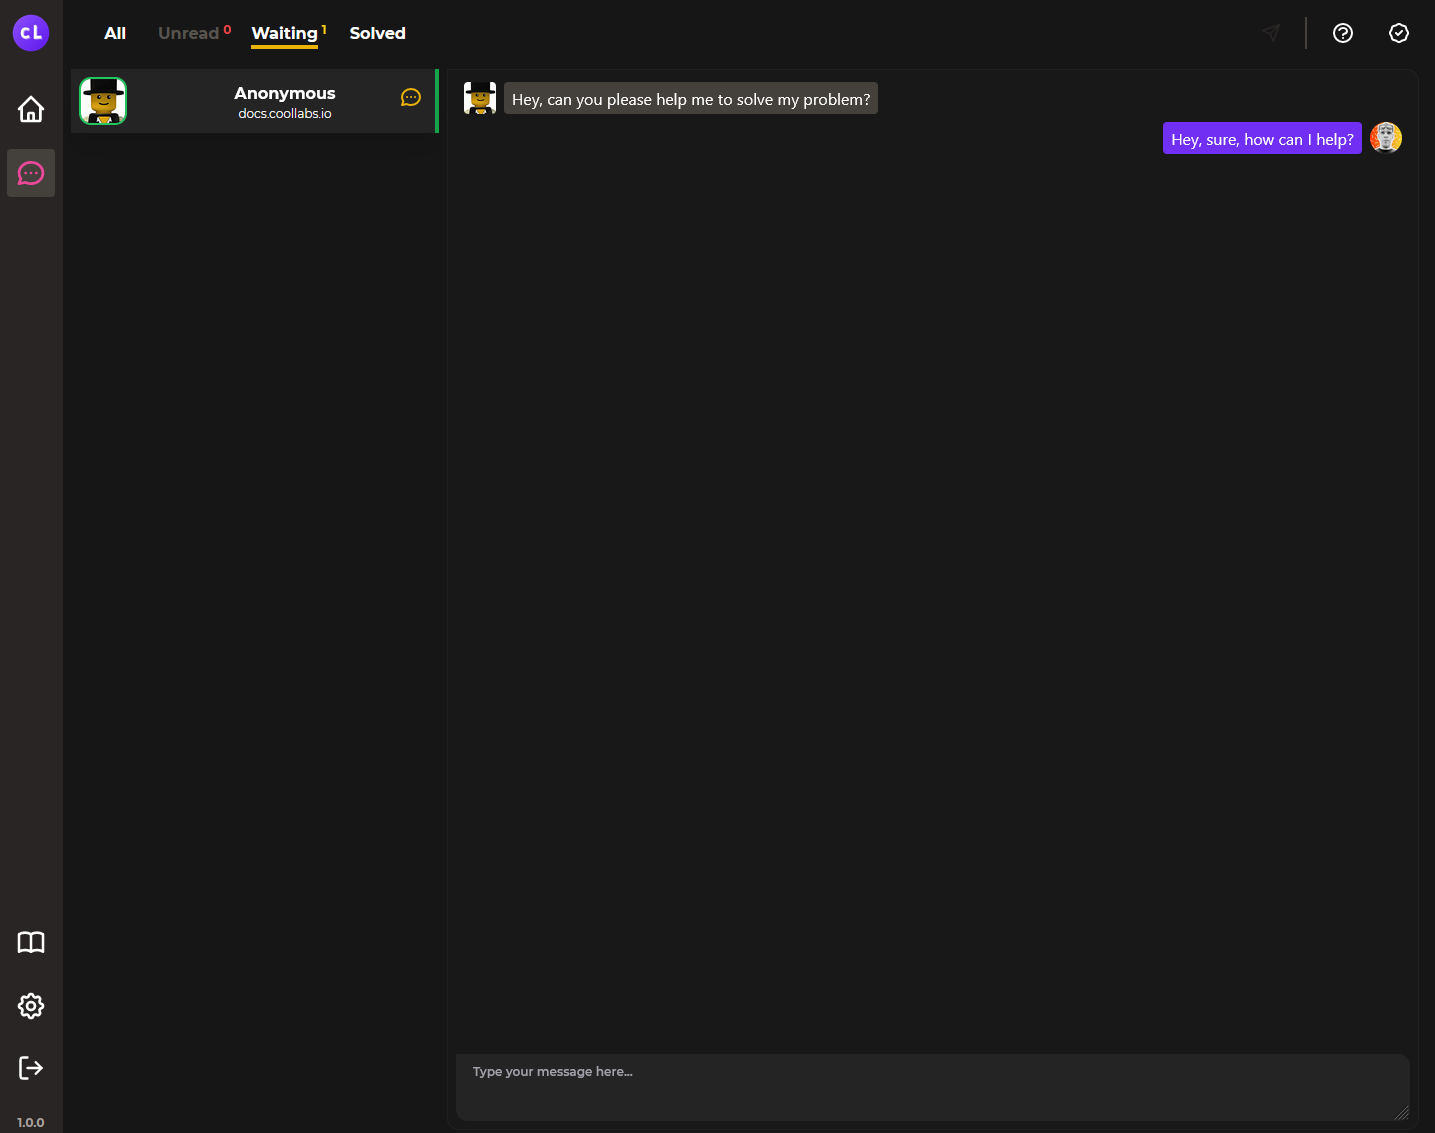 cL
All
Unread 0
Waiting 1
Solved
Anonymous
docs.coollabs.io
Hey, can you please help me to solve my problem?
Hey, sure, how can I help?
Type your message here...
1.0.0